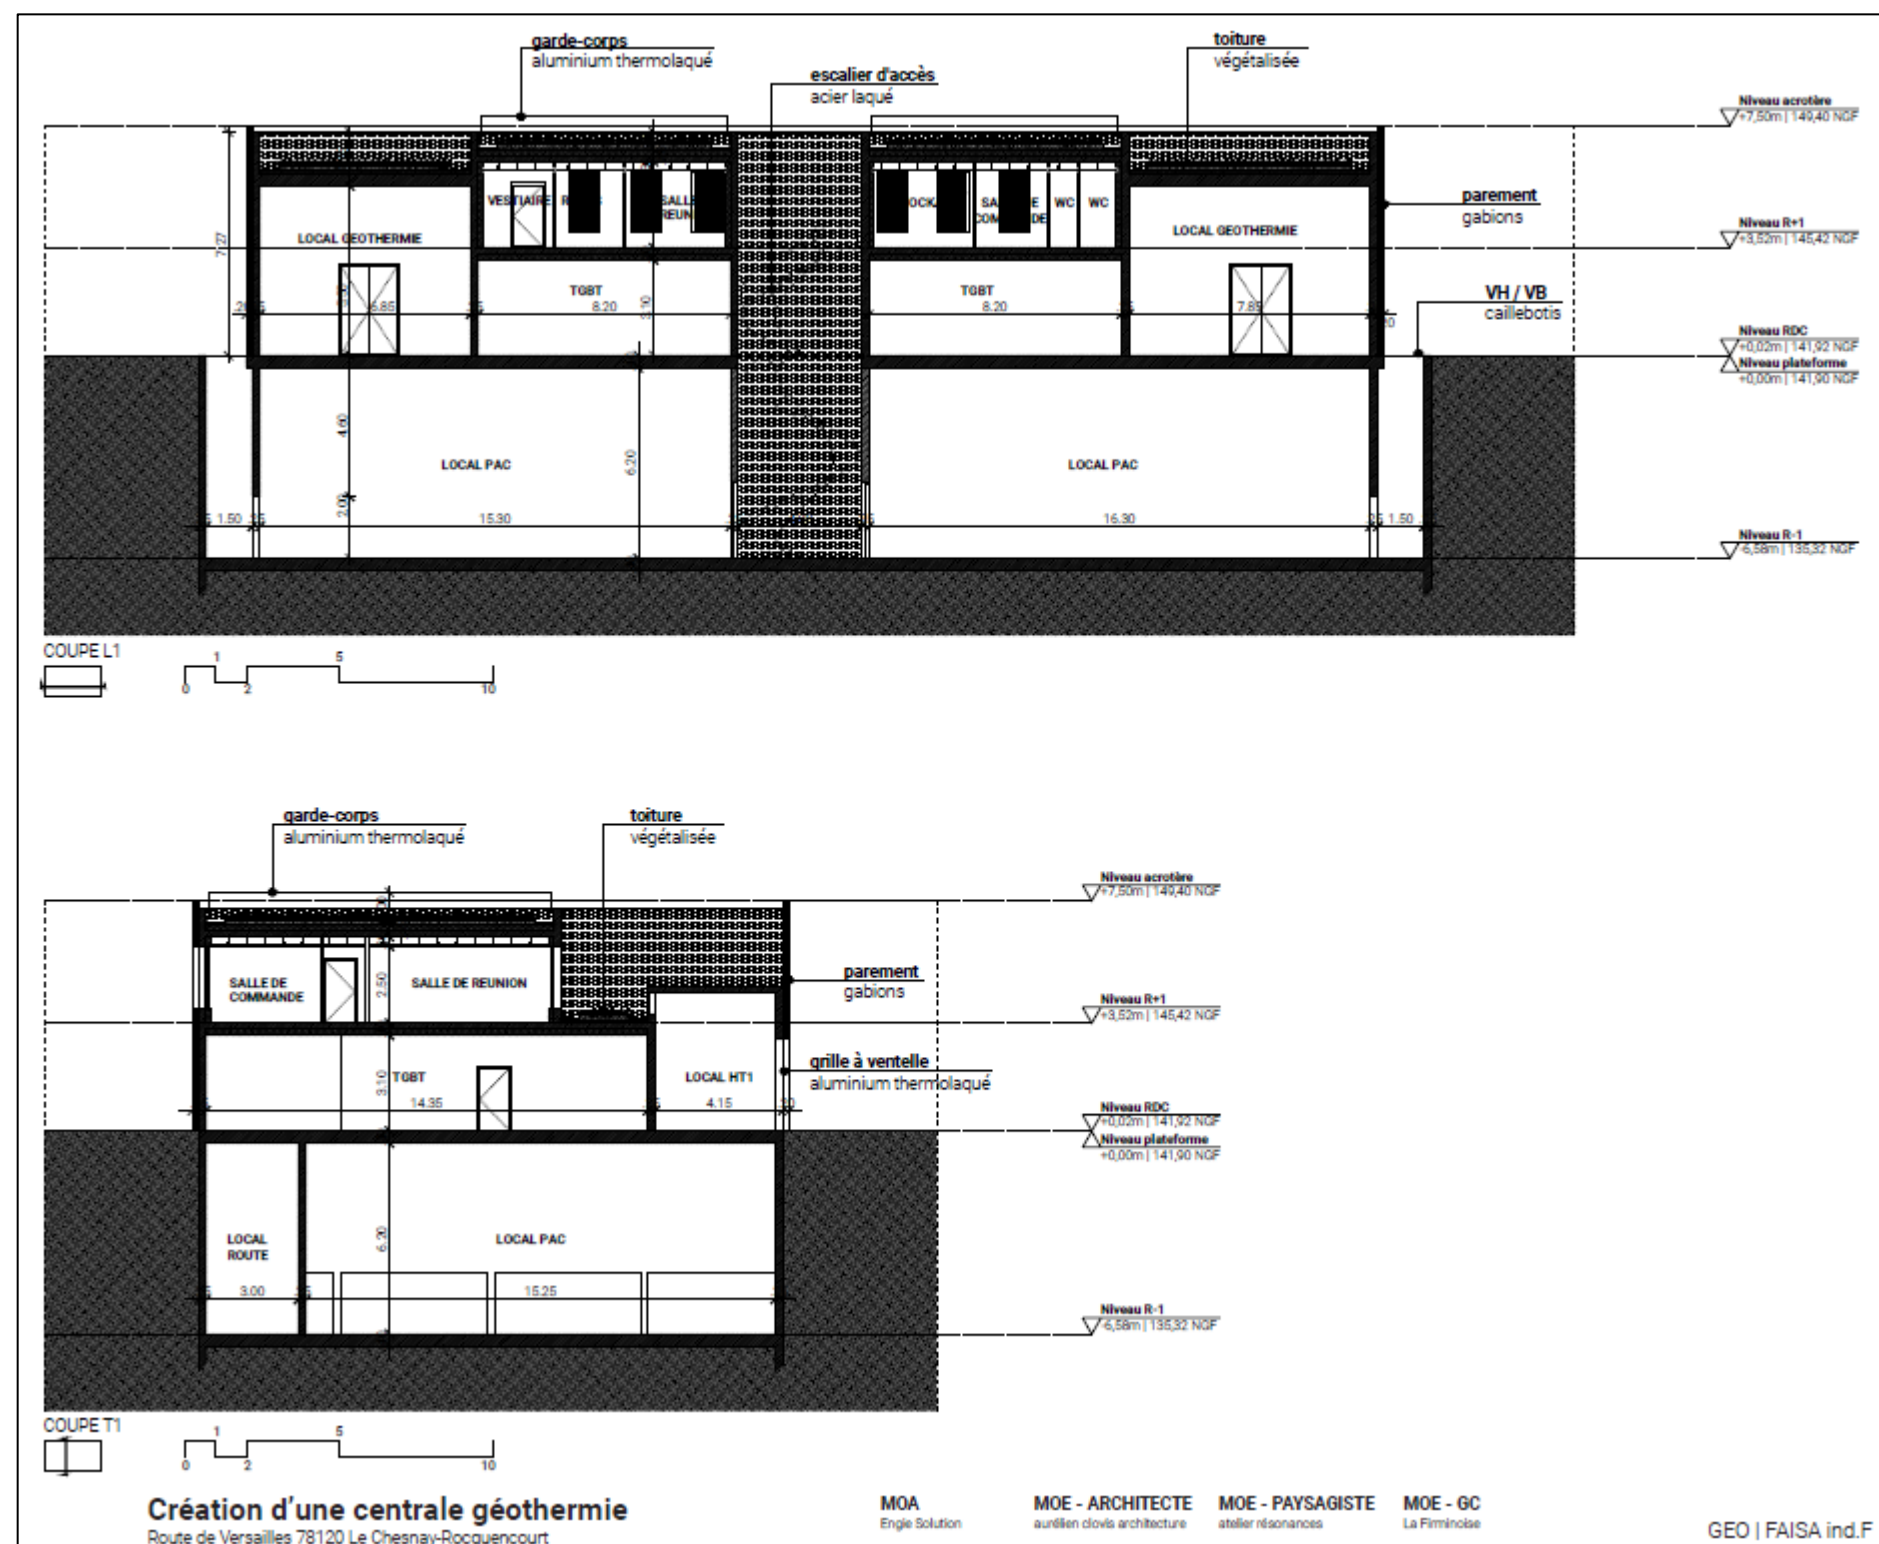 garde-corps
aluminium thermolaqué
escalier d'accès
acier laqué
toiture
végétalisée
Niveau acrotère
+7,50m | 149,40 NGF
parement
gabions
Niveau R+1
+3,52m | 145,42 NGF
VH / VB
caillebotis
Niveau RDC
+0,02m | 141,92 NGF
Niveau plateforme
+0,00m | 141,90 NGF
Niveau R-1
-6,58m | 135,32 NGF
VESTIAIRE
WC
WC
LOCAL GEOTHERMIE
LOCAL GEOTHERMIE
7.27
TGBT
TGBT
6.85
8.20
8.20
7.85
4.60
6.20
LOCAL PAC
LOCAL PAC
2.00
1.50
15.30
16.30
1.50
COUPE L1
0
1
2
5
10
garde-corps
aluminium thermolaqué
toiture
végétalisée
Niveau acrotère
+7,50m | 149,40 NGF
parement
gabions
SALLE DE
COMMANDE
2.50
SALLE DE REUNION
Niveau R+1
+3,52m | 145,42 NGF
grille à ventelle
aluminium thermolaqué
TGBT
3.10
14.35
LOCAL HT1
4.15
Niveau RDC
+0,02m | 141,92 NGF
Niveau plateforme
+0,00m | 141,90 NGF
LOCAL
ROUTE
6.20
LOCAL PAC
3.00
15.25
Niveau R-1
-6,58m | 135,32 NGF
COUPE T1
0
1
2
5
10
Création d'une centrale géothermie
Route de Versailles 78120 Le Chesnay-Rocquencourt
MOA
Engie Solution
MOE - ARCHITECTE
aurélien clovis architecture
MOE - PAYSAGISTE
atelier résonances
MOE - GC
La Firminoise
GEO | FAISA ind.F